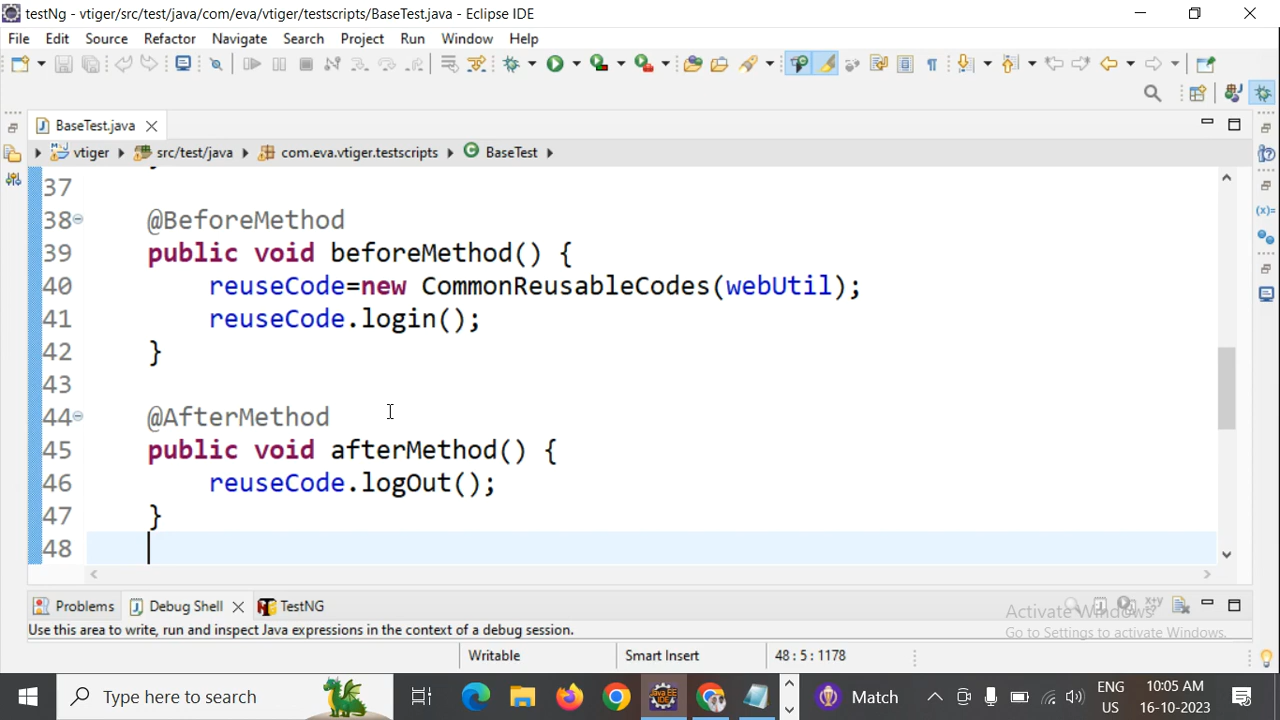 testNg - vtiger/src/test/java/com/eva/vtiger/testscripts/BaseTest.java - Eclipse IDE
File Edit Source Refactor Navigate Search Project Run Window Help
BaseTest.java
vtiger src/test/java com.eva.vtiger.testscripts BaseTest
37
38 @BeforeMethod
39 public void beforeMethod() {
40 reuseCode=new CommonReusableCodes(webUtil);
41 reuseCode.login();
42 }
43
44 @AfterMethod
45 public void afterMethod() {
46 reuseCode.logOut();
47 }
48
Problems Debug Shell TestNG
Activate Windows
Use this area to write, run and inspect Java expressions in the context of a debug session.
Go to Settings to activate Windows.
Writable Smart Insert 48 : 5 : 1178
Type here to search Match ENG 10:05 AM
US 16-10-2023